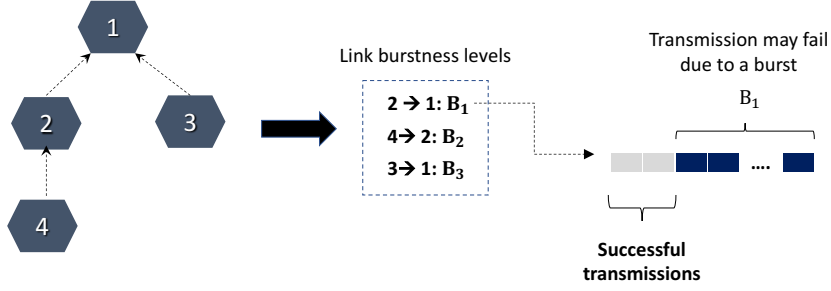 1
2
3
4
Link burstness levels
2 → 1: B₁
4→ 2: B₂
3→ 1: B₃
Transmission may fail
due to a burst
B₁
....
Successful
transmissions